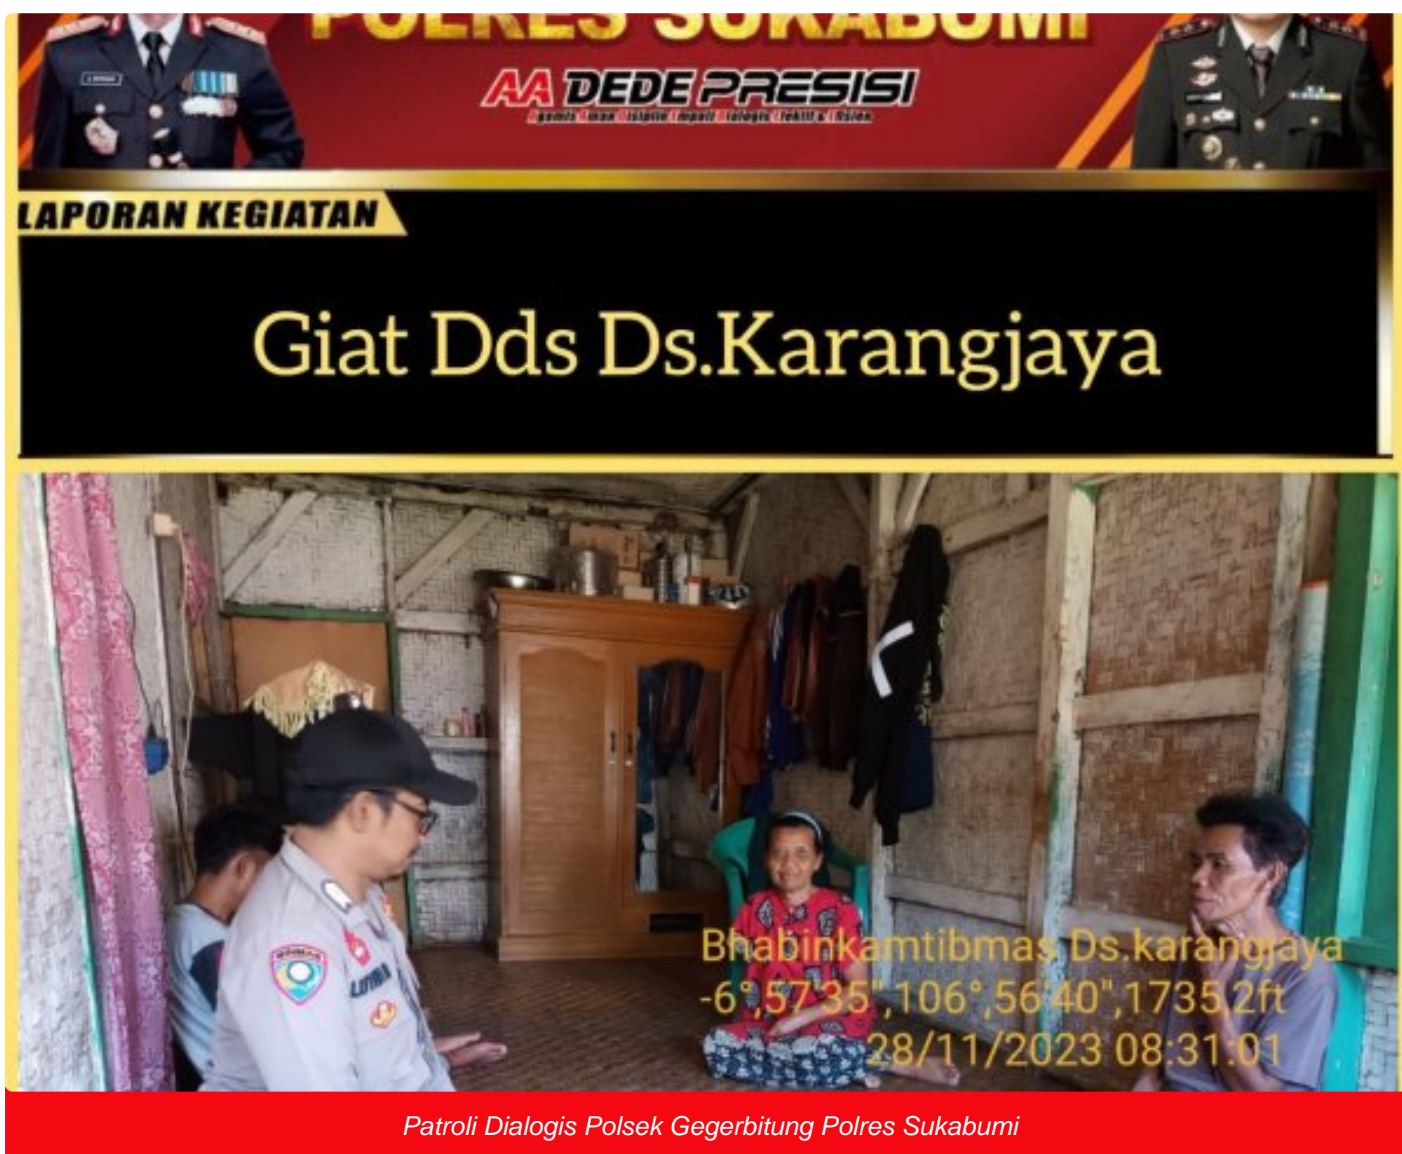 POLRES SUKABUMI
AA DEDE PRESISI
LAPORAN KEGIATAN
Giat Dds Ds.Karangjaya
Bhabinkamtibmas Ds.karangjaya
-6°,57'35",106°,56'40",1735,2ft
28/11/2023 08:31:01
Patroli Dialogis Polsek Gegerbitung Polres Sukabumi